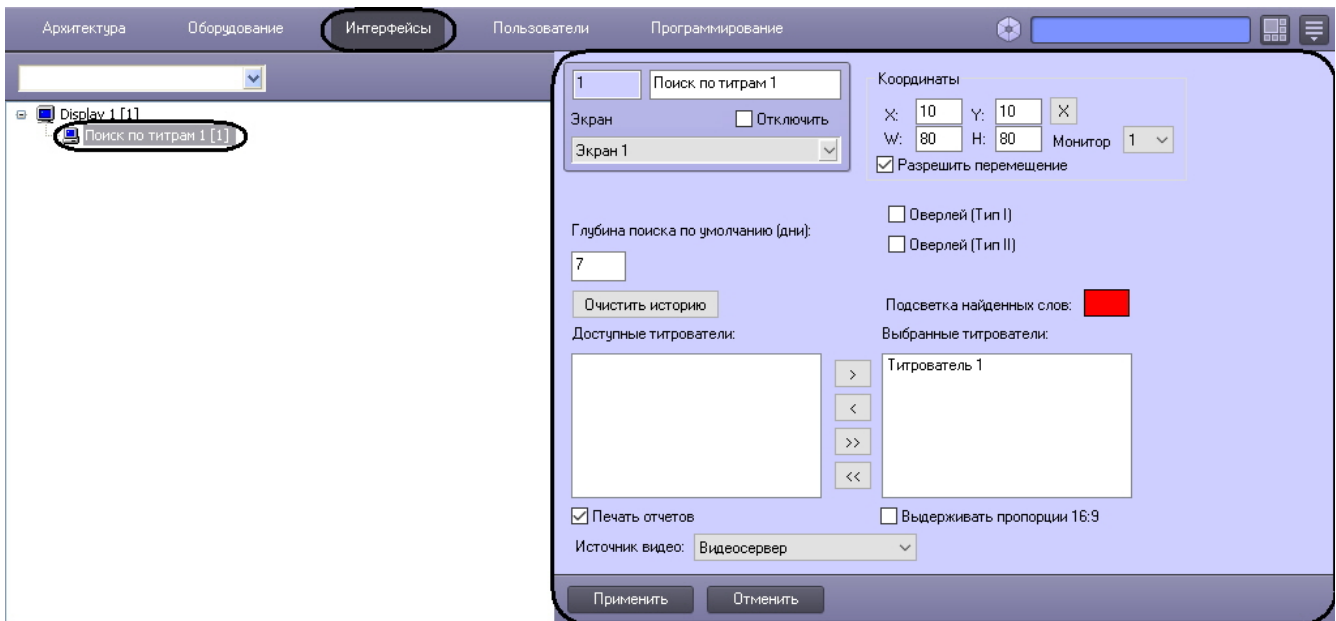 Архитектура Оборудование Интерфейсы Пользователи Программирование
Display 1 [1]
Поиск по титрам 1 [1]
1 Поиск по титрам 1
Экран Отключить
Экран 1
Координаты
X: 10 Y: 10 X
W: 80 H: 80 Монитор 1
Разрешить перемещение
Оверлей (Тип I)
Оверлей (Тип II)
Глубина поиска по умолчанию (дни):
7
Очистить историю Подсветка найденных слов:
Доступные титрователи: Выбранные титрователи:
Титрователь 1
>
<
>>
<<
Печать отчетов Выдерживать пропорции 16:9
Источник видео: Видеосервер
Применить Отменить